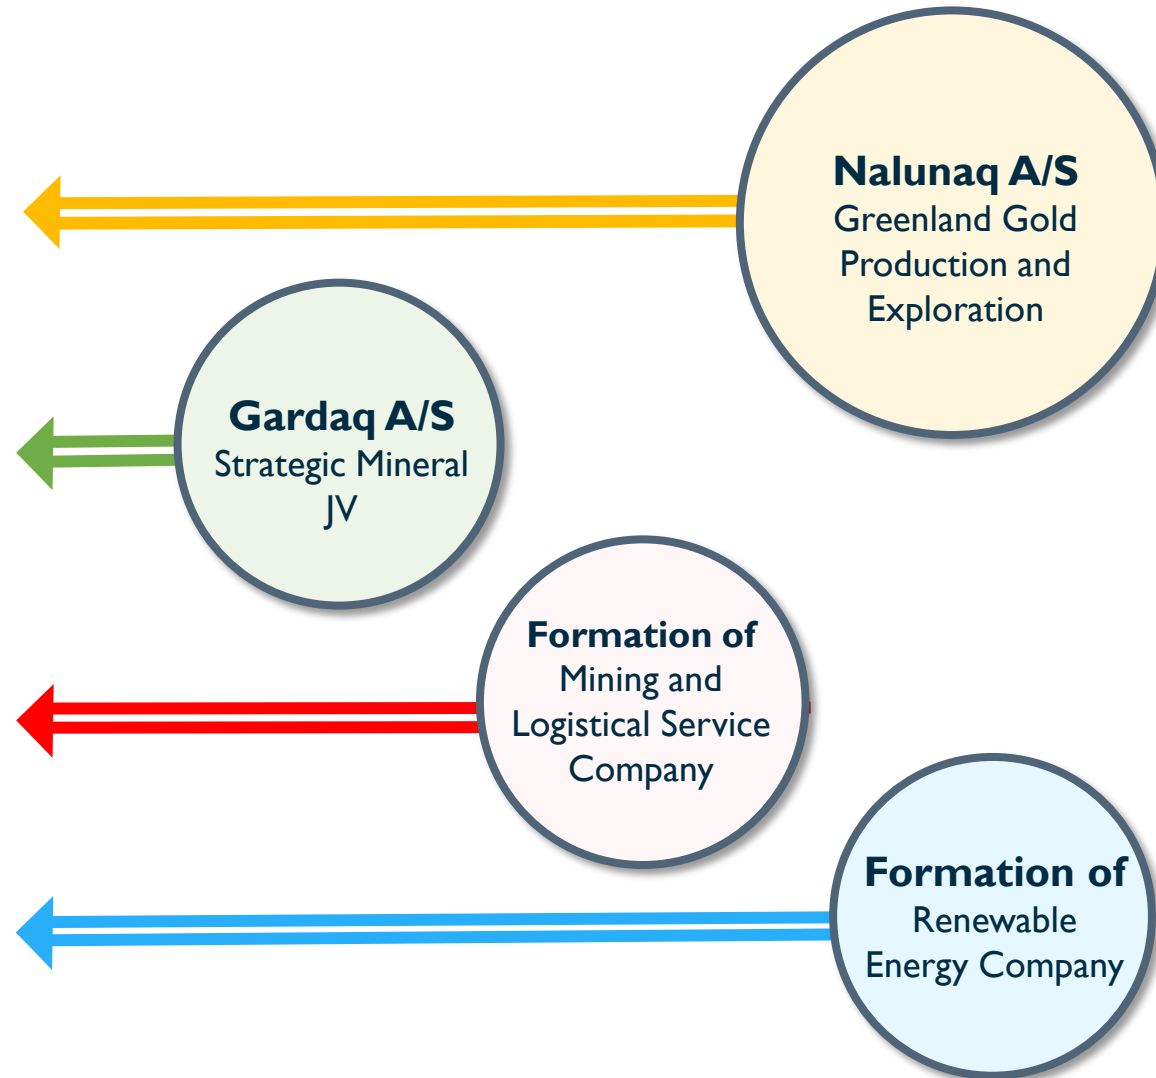 Nalunaq A/S
Greenland Gold
Production and
Exploration
Gardaq A/S
Strategic Mineral
JV
Formation of
Mining and
Logistical Service
Company
Formation of
Renewable
Energy Company